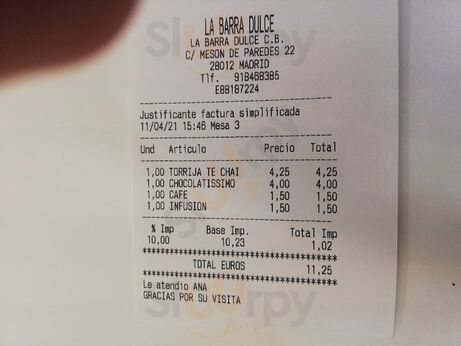 LA BARRA DULCE
LA BARRA DULCE C.B.
C/ MESON DE PAREDES 22
28012 MADRID
Tlf. 918468385
E88187224
Justificante factura simplificada
11/04/21 15:46 Mesa 3
Und Articulo Precio Total
1,00 TORRIJA TE CHAI 4,25 4,25
1,00 CHOCOLATISSIMO 4,00 4,00
1,00 CAFE 1,50 1,50
1,00 INFUSION 1,50 1,50
% Imp Base Imp. Total Imp
10,00 10,23 1,02
TOTAL EUROS 11,25
Le atendio ANA
GRACIAS POR SU VISITA